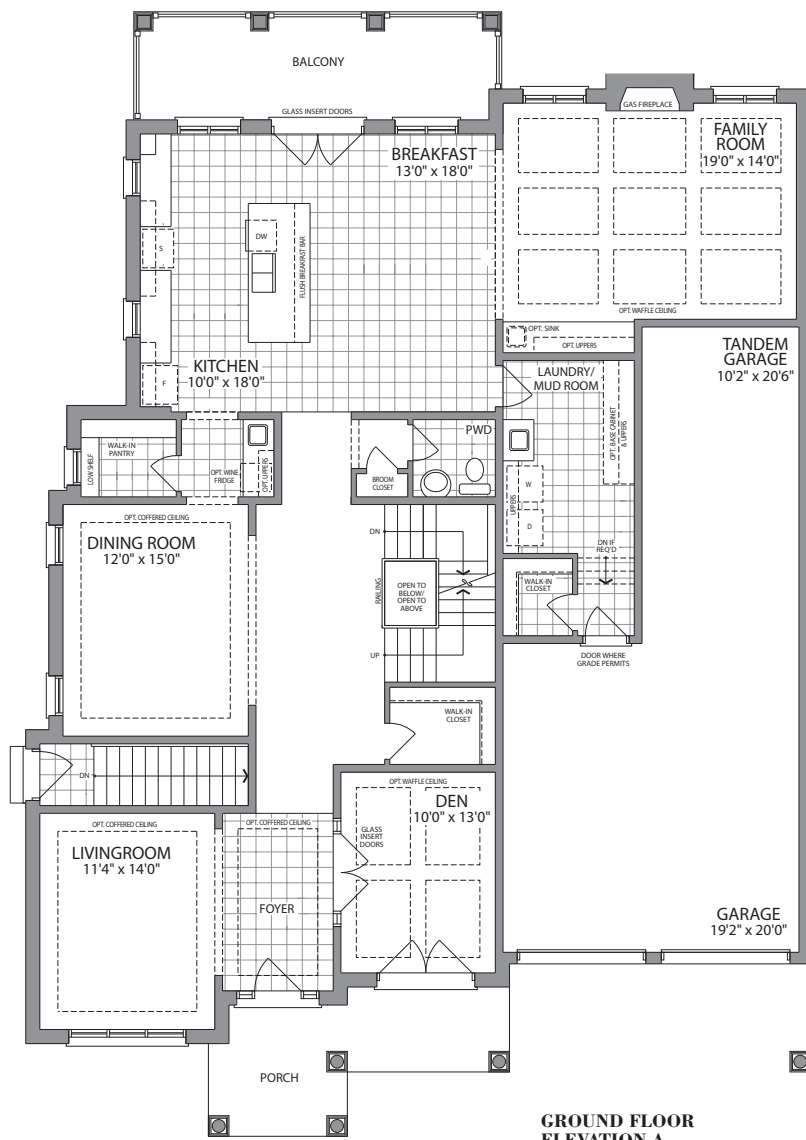 BALCONY
GLASS INSERT DOORS
GAS FIREPLACE
BREAKFAST
13'0" x 18'0"
FAMILY
ROOM
19'0" x 14'0"
DW
FLUSH BREAKFAST BAR
S
OPT. WAFFLE CEILING
OPT. SINK
OPT. UPPERS
TANDEM
GARAGE
10'2" x 20'6"
KITCHEN
10'0" x 18'0"
F
LAUNDRY/
MUD ROOM
OPT. BASE CABINET
& UPPERS
PWD
WALK-IN
PANTRY
LOW SHELF
OPT. WINE
FRIDGE
OPT. UPPERS
BROOM
CLOSET
UPPERS
W
D
OPT. COFFERED CEILING
DINING ROOM
12'0" x 15'0"
DN
RAILING
OPEN TO
BELOW/
OPEN TO
ABOVE
UP
DN IF
REQ'D
WALK-IN
CLOSET
DOOR WHERE
GRADE PERMITS
WALK-IN
CLOSET
DN
OPT. WAFFLE CEILING
DEN
10'0" x 13'0"
GLASS
INSERT
DOORS
OPT. COFFERED CEILING
LIVINGROOM
11'4" x 14'0"
OPT. COFFERED CEILING
FOYER
GARAGE
19'2" x 20'0"
PORCH
GROUND FLOOR
ELEVATION A